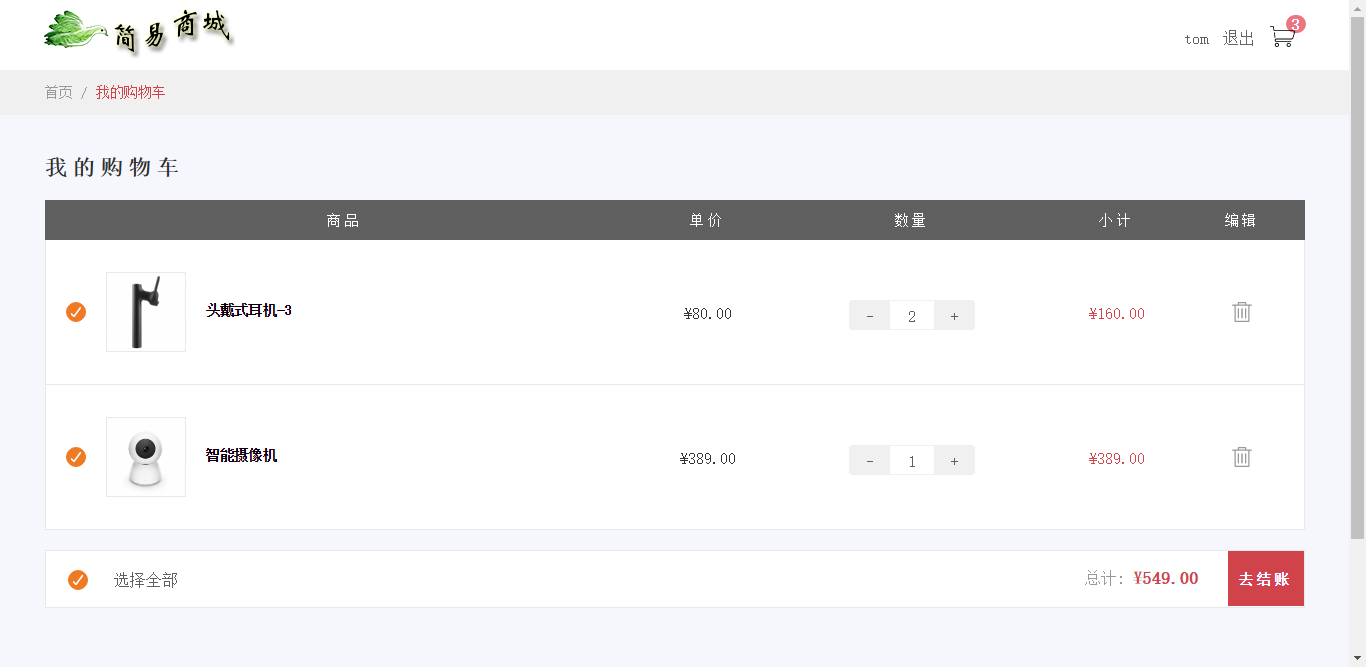 简易商城
tom 退出 3
首页 / 我的购物车
我的购物车
商品 单价 数量 小计 编辑
头戴式耳机-3 ¥80.00 - 2 + ¥160.00
智能摄像机 ¥389.00 - 1 + ¥389.00
选择全部 总计: ¥549.00 去结账